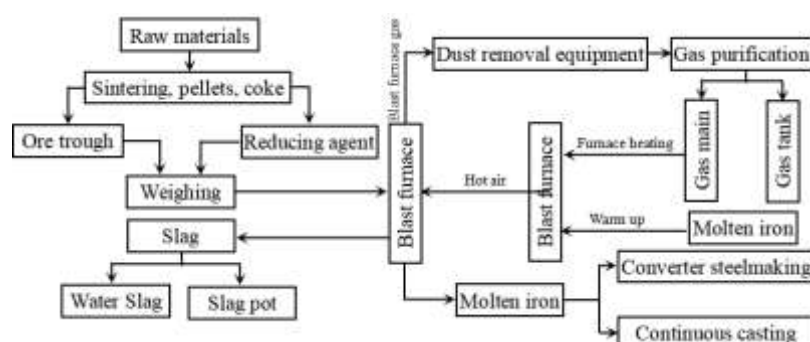 Raw materials
Sintering, pellets, coke
Ore trough
Reducing agent
Weighing
Slag
Water Slag
Slag pot
Blast furnace gas
Blast furnace
Dust removal equipment
Gas purification
Gas main
Gas tank
Furnace heating
Hot air
Blast furnace
Warm up
Molten iron
Molten iron
Converter steelmaking
Continuous casting